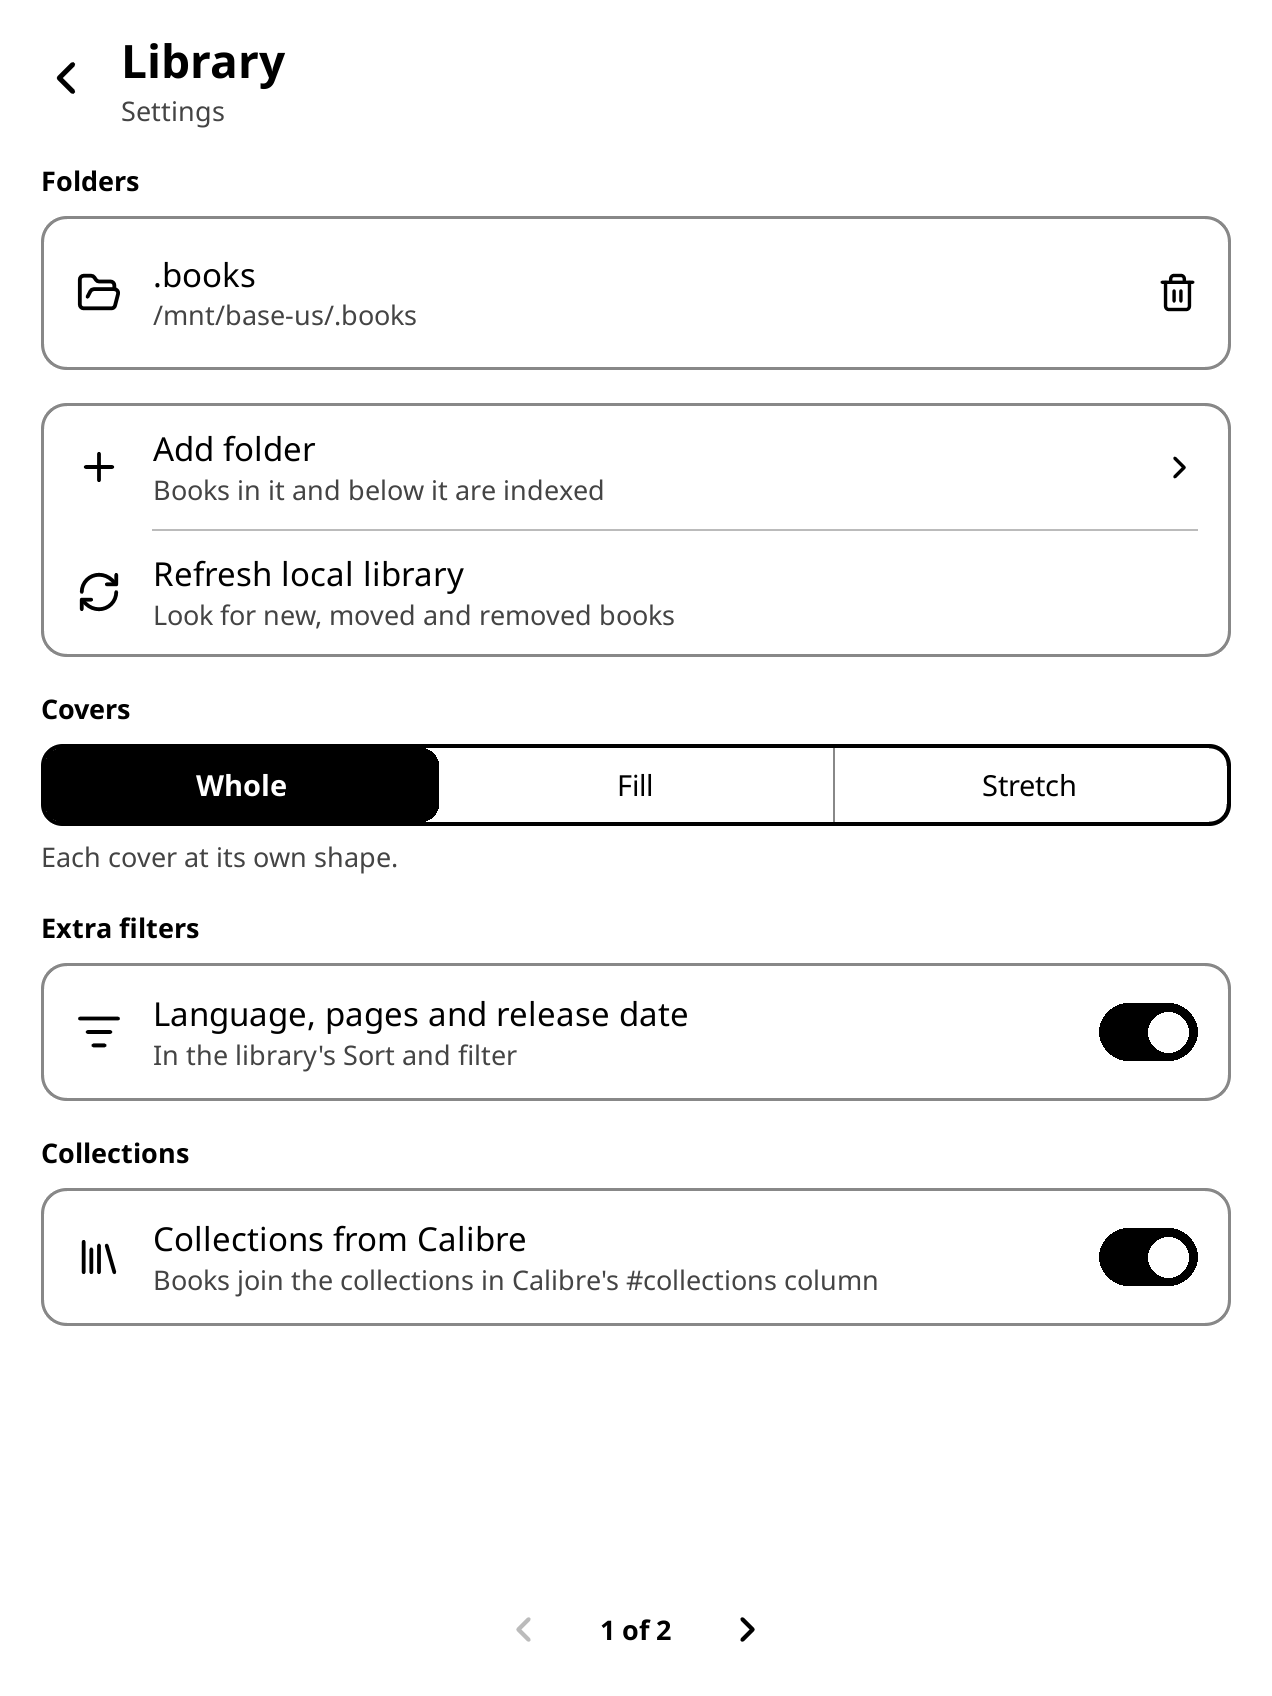 Library
Settings
Folders
.books
/mnt/base-us/.books
Add folder
Books in it and below it are indexed
Refresh local library
Look for new, moved and removed books
Covers
Whole
Fill
Stretch
Each cover at its own shape.
Extra filters
Language, pages and release date
In the library's Sort and filter
Collections
Collections from Calibre
Books join the collections in Calibre's #collections column
1 of 2